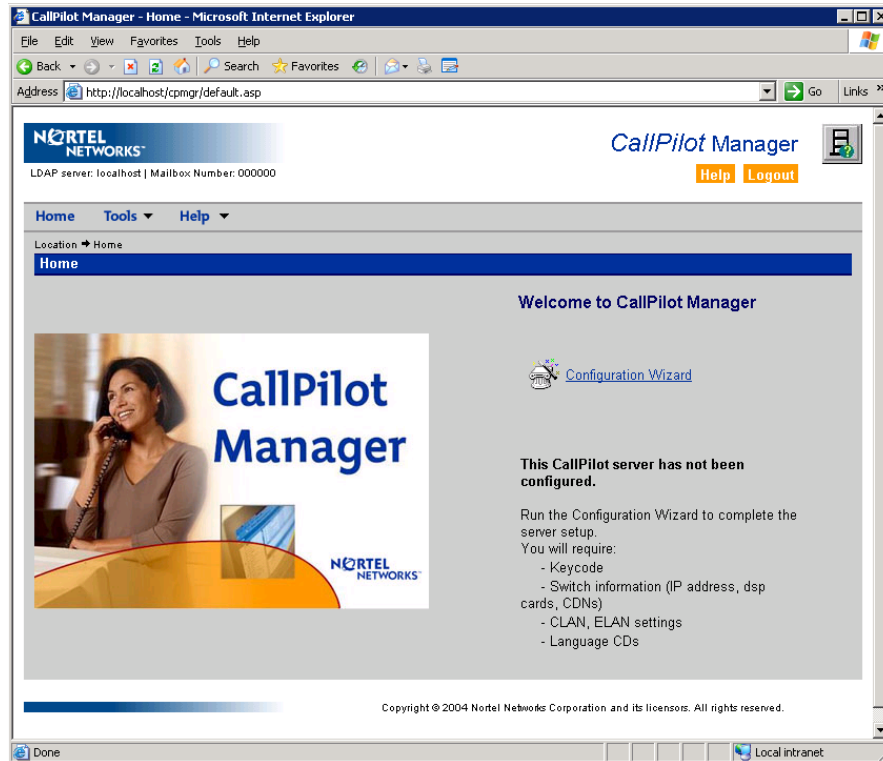 CallPilot Manager - Home - Microsoft Internet Explorer
File Edit View Favorites Tools Help
Back Search Favorites
Address http://localhost/cpmgr/default.asp Go Links »
NORTEL
NETWORKS™
CallPilot Manager
LDAP server: localhost | Mailbox Number: 000000
Help Logout
Home Tools Help
Location Home
Home
Welcome to CallPilot Manager
Configuration Wizard
CallPilot
Manager
NORTEL
NETWORKS™
This CallPilot server has not been
configured.
Run the Configuration Wizard to complete the
server setup.
You will require:
- Keycode
- Switch information (IP address, dsp
cards, CDNs)
- CLAN, ELAN settings
- Language CDs
Copyright © 2004 Nortel Networks Corporation and its licensors. All rights reserved.
Done Local intranet